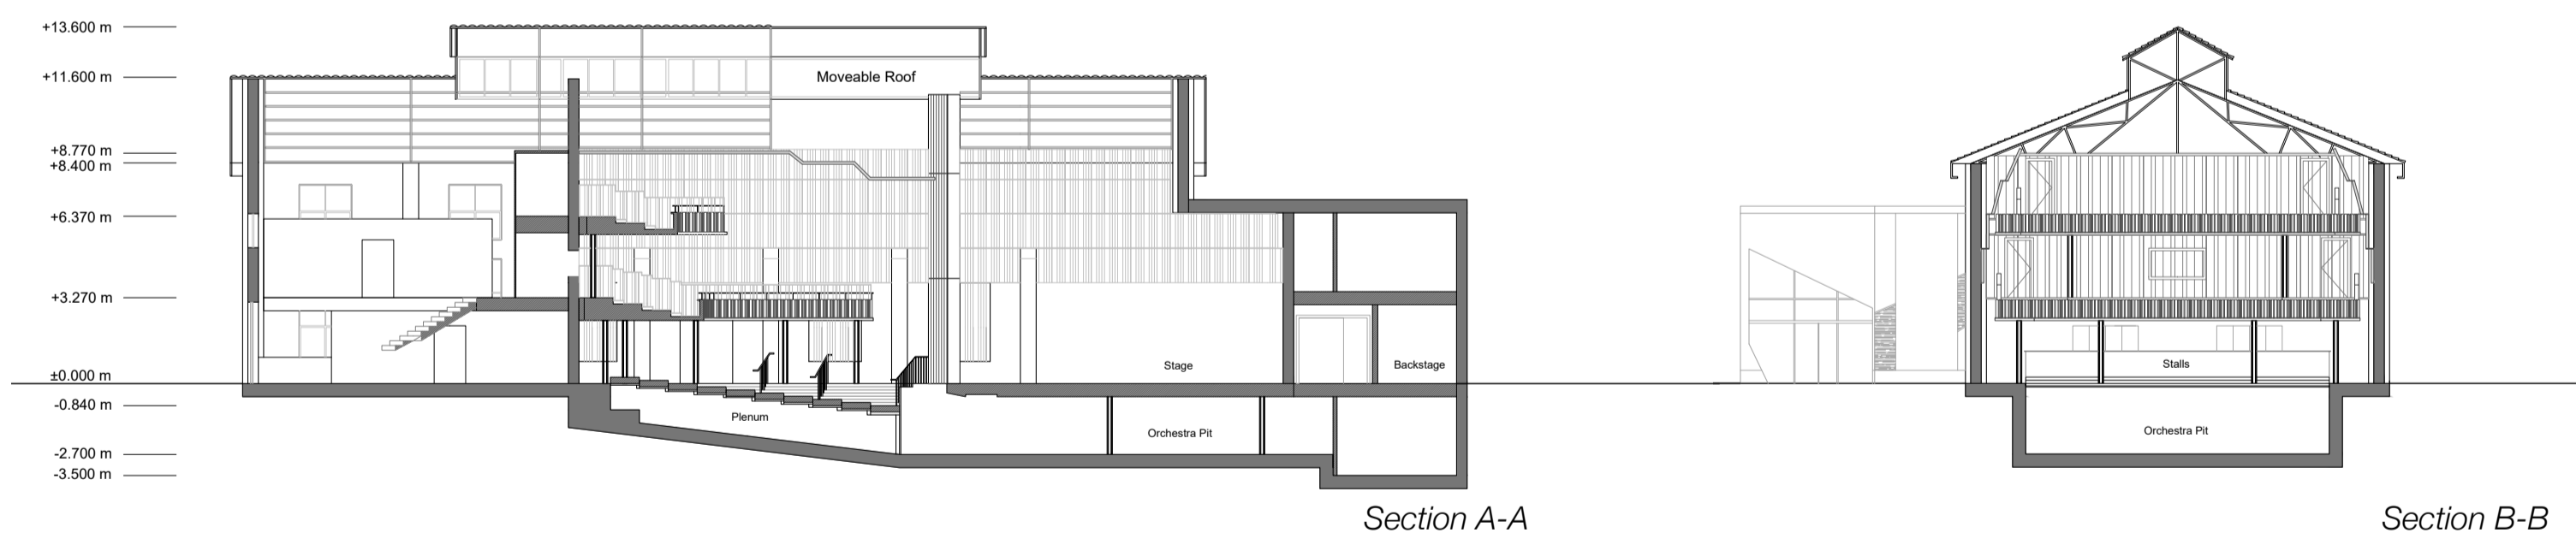 +13.600 m
+11.600 m
Moveable Roof
+8.770 m
+8.400 m
+6.370 m
+3.270 m
±0.000 m
Stage
Backstage
Stalls
-0.840 m
Plenum
Orchestra Pit
Orchestra Pit
-2.700 m
-3.500 m
Section A-A
Section B-B